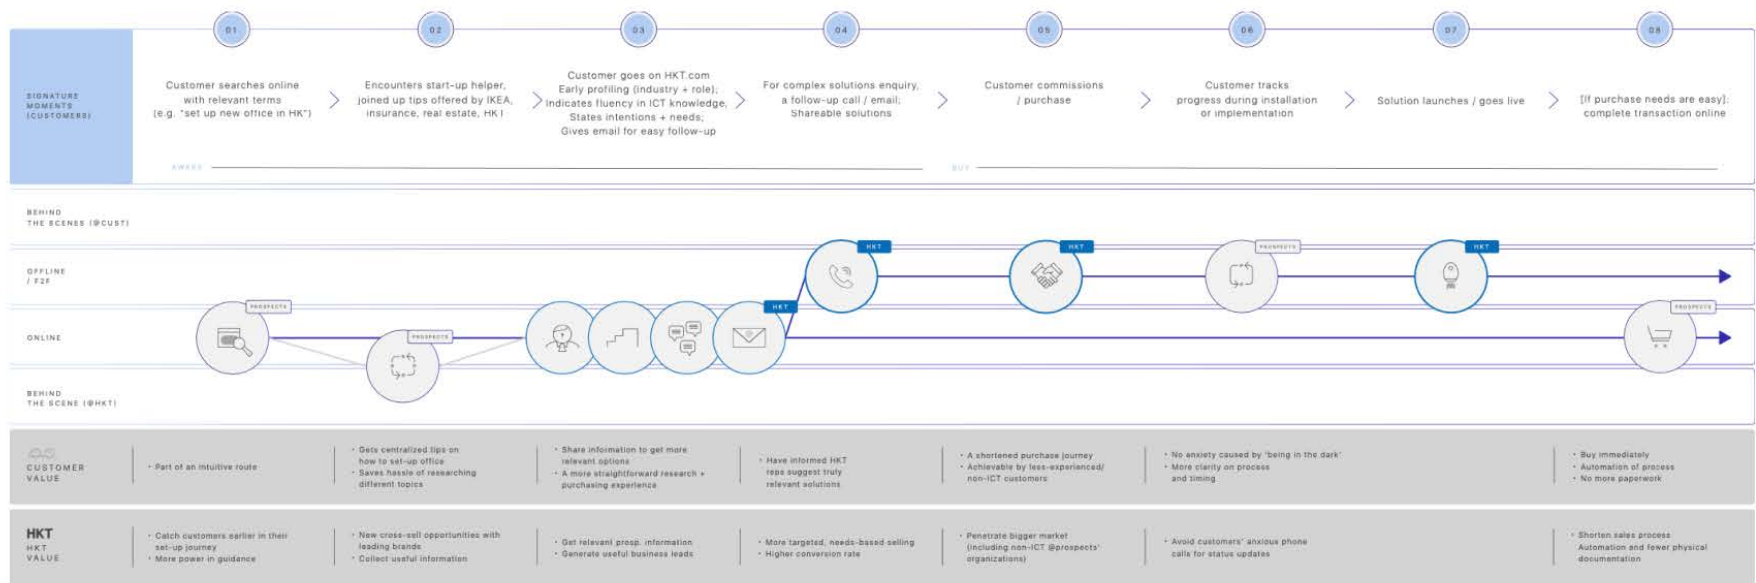 01
02
03
04
05
06
07
08
SIGNATURE
MOMENTS
(CUSTOMERS)
Customer searches online
with relevant terms
(e.g. "set up new office in HK")
Encounters start-up helper,
joined up tips offered by IKEA,
insurance, real estate, HKT
Customer goes on HKT.com
Early profiling (industry + role);
Indicates fluency in ICT knowledge,
States intentions + needs;
Gives email for easy follow-up
For complex solutions enquiry,
a follow-up call / email;
Shareable solutions
Customer commissions
/ purchase
Customer tracks
progress during installation
or implementation
Solution launches / goes live
[If purchase needs are easy]:
complete transaction online
BUY
BEHIND
THE SCENES (@CUST)
OFFLINE
/ F2F
HKT
HKT
PROSPECTS
HKT
ONLINE
PROSPECTS
PROSPECTS
HKT
PROSPECTS
BEHIND
THE SCENE (@HKT)
CUSTOMER
VALUE
• Part of an intuitive route
• Gets centralized tips on
how to set-up office
• Saves hassle of researching
different topics
• Share information to get more
relevant options
• A more straightforward research +
purchasing experience
• Have informed HKT
reps suggest truly
relevant solutions
• A shortened purchase journey
• Achievable by less-experienced/
non-ICT customers
• No anxiety caused by 'being in the dark'
• More clarity on process
and timing
• Buy immediately
• Automation of process
• No more paperwork
HKT
HKT
VALUE
• Catch customers earlier in their
set-up journey
• More power in guidance
• New cross-sell opportunities with
leading brands
• Collect useful information
• Get relevant prosp. information
• Generate useful business leads
• More targeted, needs-based selling
• Higher conversion rate
• Penetrate bigger market
(including non-ICT @prospects'
organizations)
• Avoid customers' anxious phone
calls for status updates
• Shorten sales process
Automation and fewer physical
documentation